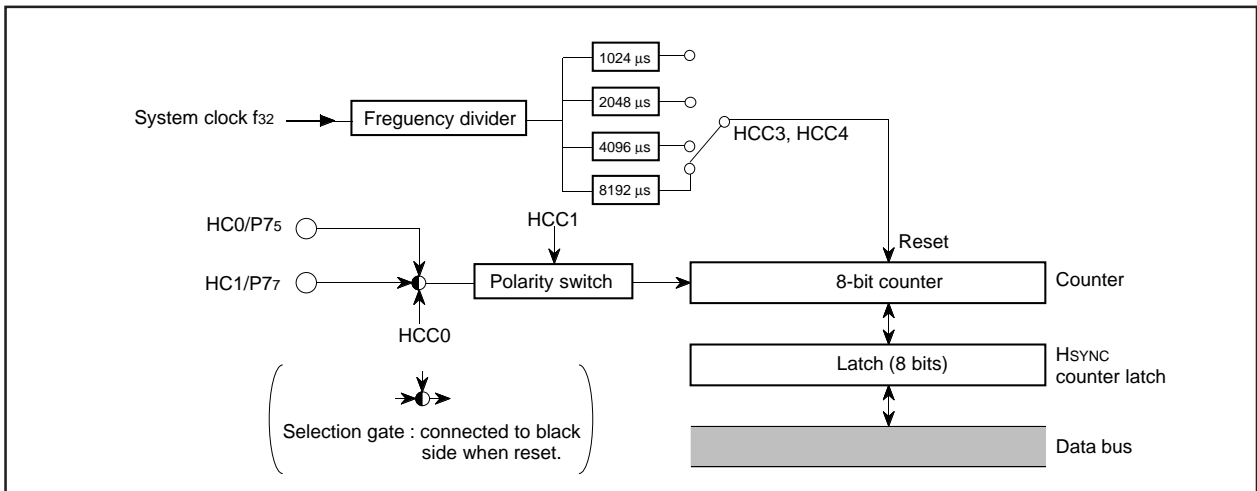 1024 µs
2048 µs
System clock f32
Freguency divider
HCC3, HCC4
4096 µs
8192 µs
HCC1
HC0/P75
Reset
HC1/P77
Polarity switch
8-bit counter
Counter
HCC0
Latch (8 bits)
HSYNC
counter latch
Selection gate : connected to black
side when reset.
Data bus